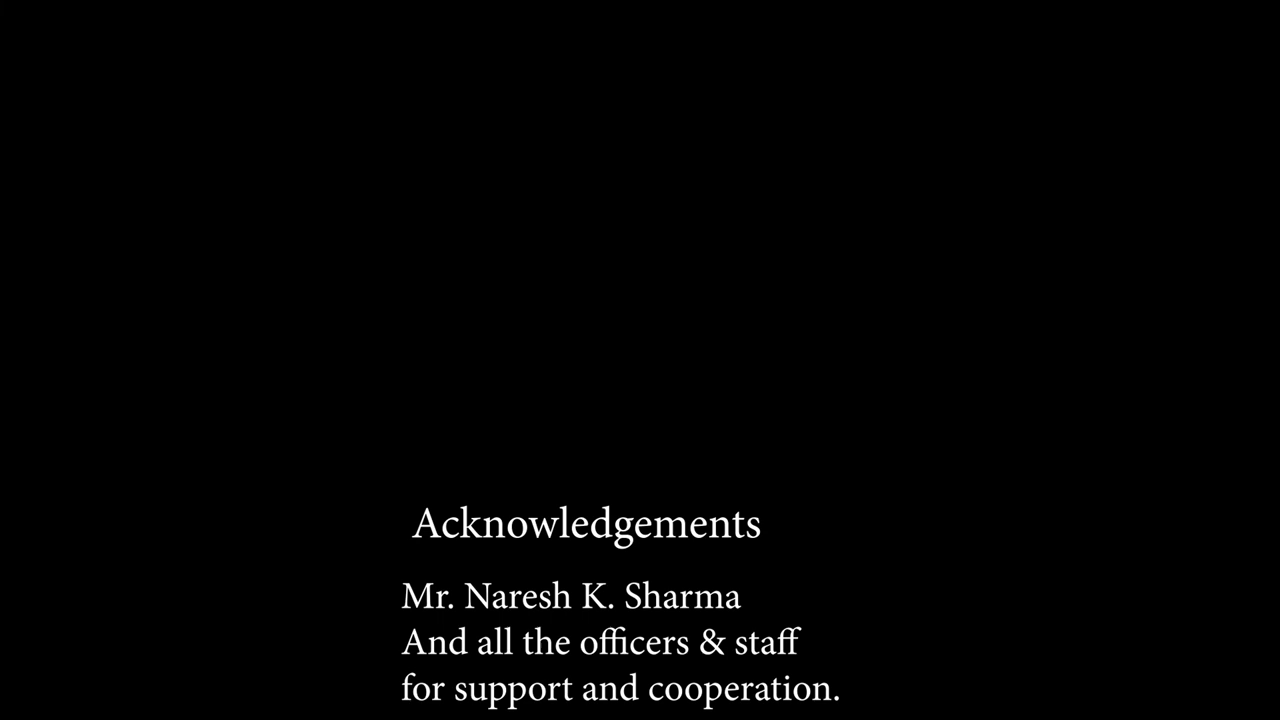 Acknowledgements
Mr. Naresh K. Sharma
And all the officers & staff
for support and cooperation.